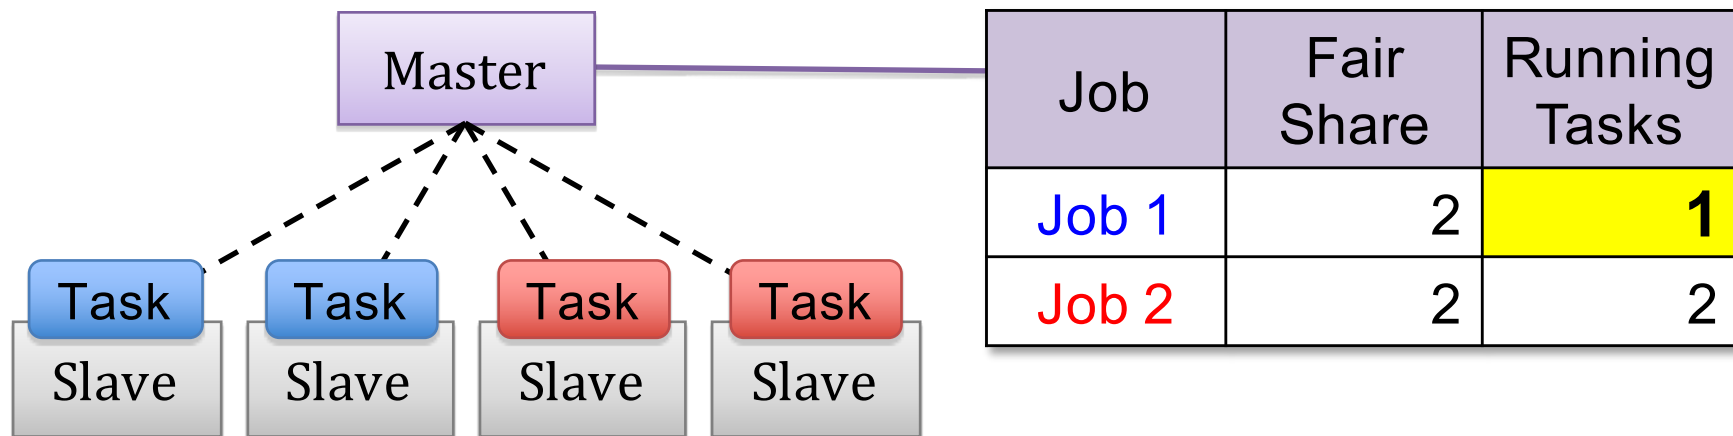 Master
Task Task Task Task
Slave Slave Slave Slave
Job Fair Share Running Tasks
Job 1 2 1
Job 2 2 2